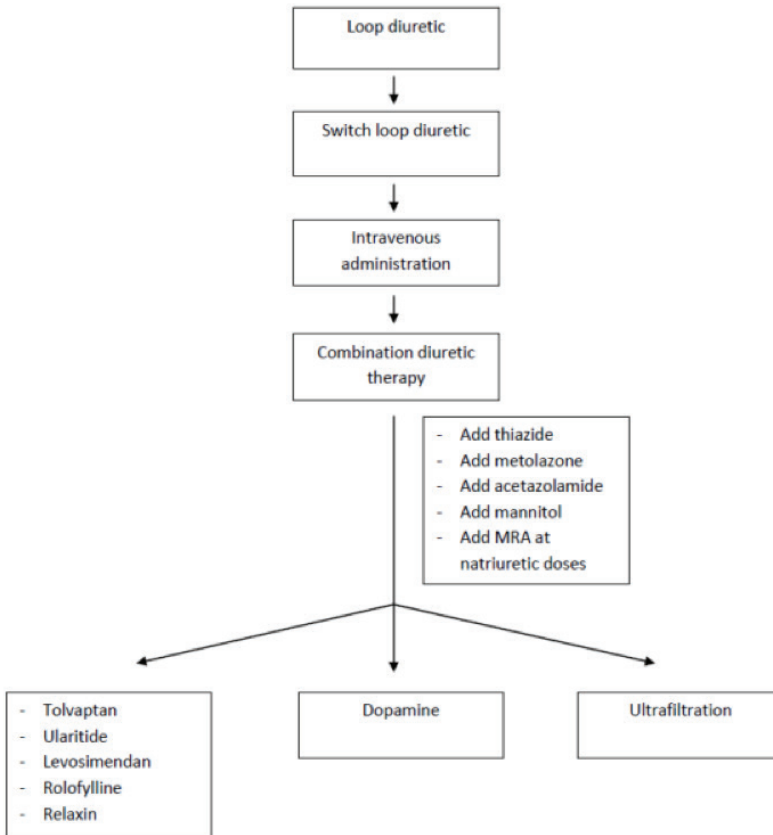 Loop diuretic
Switch loop diuretic
Intravenous
administration
Combination diuretic
therapy
- Add thiazide
- Add metolazone
- Add acetazolamide
- Add mannitol
- Add MRA at
natriuretic doses
- Tolvaptan
- Ularitide
- Levosimendan
- Rolofylline
- Relaxin
Dopamine
Ultrafiltration